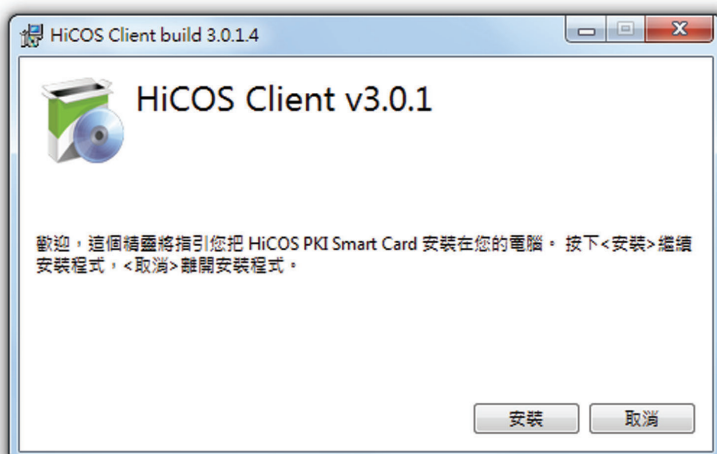 HiCOS Client build 3.0.1.4
HiCOS Client v3.0.1
歡迎，這個精靈將指引您把 HiCOS PKI Smart Card 安裝在您的電腦。 按下<安裝>繼續
安裝程式，<取消>離開安裝程式。
安裝 取消